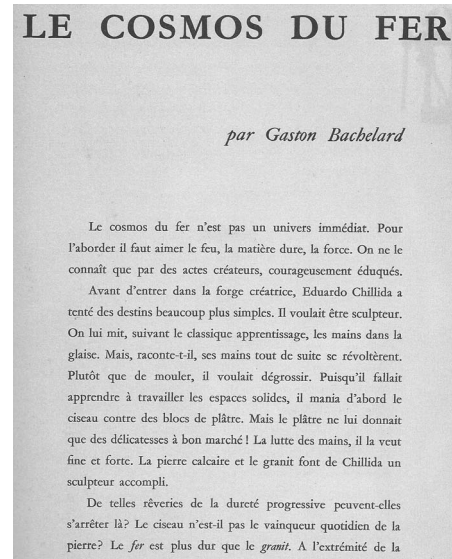 LE COSMOS DU FER
par Gaston Bachelard
Le cosmos du fer n'est pas un univers immédiat. Pour
l'aborder il faut aimer le feu, la matière dure, la force. On ne le
connaît que par des actes créateurs, courageusement éduqués.
Avant d'entrer dans la forge créatrice, Eduardo Chillida a
tenté des destins beaucoup plus simples. Il voulait être sculpteur.
On lui mit, suivant le classique apprentissage, les mains dans la
glaise. Mais, raconte-t-il, ses mains tout de suite se révoltèrent.
Plutôt que de mouler, il voulait dégrossir. Puisqu'il fallait
apprendre à travailler les espaces solides, il mania d'abord le
ciseau contre des blocs de plâtre. Mais le plâtre ne lui donnait
que des délicatesses à bon marché ! La lutte des mains, il la veut
fine et forte. La pierre calcaire et le granit font de Chillida un
sculpteur accompli.
De telles rêveries de la dureté progressive peuvent-elles
s'arrêter là ? Le ciseau n'est-il pas le vainqueur quotidien de la
pierre ? Le fer est plus dur que le granit. A l'extrémité de la